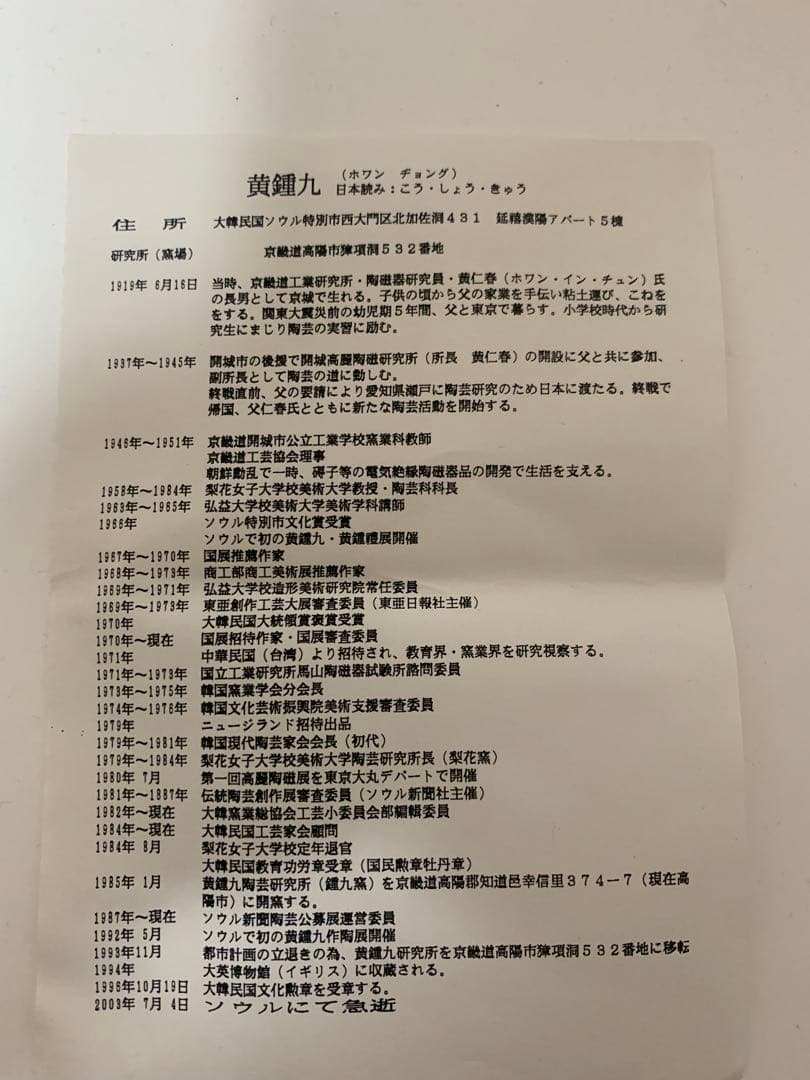 黄鍾九 (ホワン ヂョング)
日本読み：こう・しょう・きゅう
住 所 大韓民国ソウル特別市西大門区北加佐洞４３１ 延禧漢陽アパート５棟
研究所（窯場） 京畿道高陽市獐項洞５３２番地
1919年 6月16日 当時、京畿道工業研究所・陶磁器研究員・黄仁春（ホワン・イン・チュン）氏
の長男として京城で生れる。子供の頃から父の家業を手伝い粘土運び、こねを
をする。関東大震災前の幼児期５年間、父と東京で暮らす。小学校時代から研
究生にまじり陶芸の実習に励む。
1937年～1945年 開城市の後援で開城高麗陶磁研究所（所長 黄仁春）の開設に父と共に参加、
副所長として陶芸の道に勤しむ。
終戦直前、父の要請により愛知県瀬戸に陶芸研究のため日本に渡たる。終戦で
帰国、父仁春氏とともに新たな陶芸活動を開始する。
1946年～1951年 京畿道開城市公立工業学校窯業科教師
京畿道工芸協会理事
朝鮮動乱で一時、碍子等の電気絶縁陶磁器品の開発で生活を支える。
1958年～1984年 梨花女子大学校美術大学教授・陶芸科科長
1963年～1965年 弘益大学校美術大学美術学科講師
1966年 ソウル特別市文化賞受賞
ソウルで初の黄鍾九・黄鍾禮展開催
1967年～1970年 国展推薦作家
1968年～1973年 商工部商工美術展推薦作家
1969年～1971年 弘益大学校造形美術研究院常任委員
1969年～1973年 東亜創作工芸大展審査委員（東亜日報社主催）
1970年 大韓民国大統領賞褒賞受賞
1970年～現在 国展招待作家・国展審査委員
1971年 中華民国（台湾）より招待され、教育界・窯業界を研究視察する。
1971年～1973年 国立工業研究所馬山陶磁器試験所諮問委員
1973年～1975年 韓国窯業学会分会長
1974年～1976年 韓国文化芸術振興院美術支援審査委員
1979年 ニュージランド招待出品
1979年～1981年 韓国現代陶芸家会会長（初代）
1979年～1984年 梨花女子大学校美術大学陶芸研究所長（梨花窯）
1980年 7月 第一回高麗陶磁展を東京大丸デパートで開催
1981年～1887年 伝統陶芸創作展審査委員（ソウル新聞社主催）
1982年～現在 大韓窯業総協会工芸小委員会部編輯委員
1984年～現在 大韓民国工芸家会顧問
1984年 8月 梨花女子大学校定年退官
大韓民国教育功労章受章（国民勲章牡丹章）
1985年 1月 黄鍾九陶芸研究所（鍾九窯）を京畿道高陽郡知道邑幸信里３７４ー７（現在高
陽市）に開窯する。
1987年～現在 ソウル新聞陶芸公募展運営委員
1992年 5月 ソウルで初の黄鍾九作陶展開催
1993年11月 都市計画の立退きの為、黄鍾九研究所を京畿道高陽市獐項洞５３２番地に移転
1994年 大英博物館（イギリス）に収蔵される。
1996年10月19日 大韓民国文化勲章を受章する。
2003年 7月 4日 ソウルにて急逝